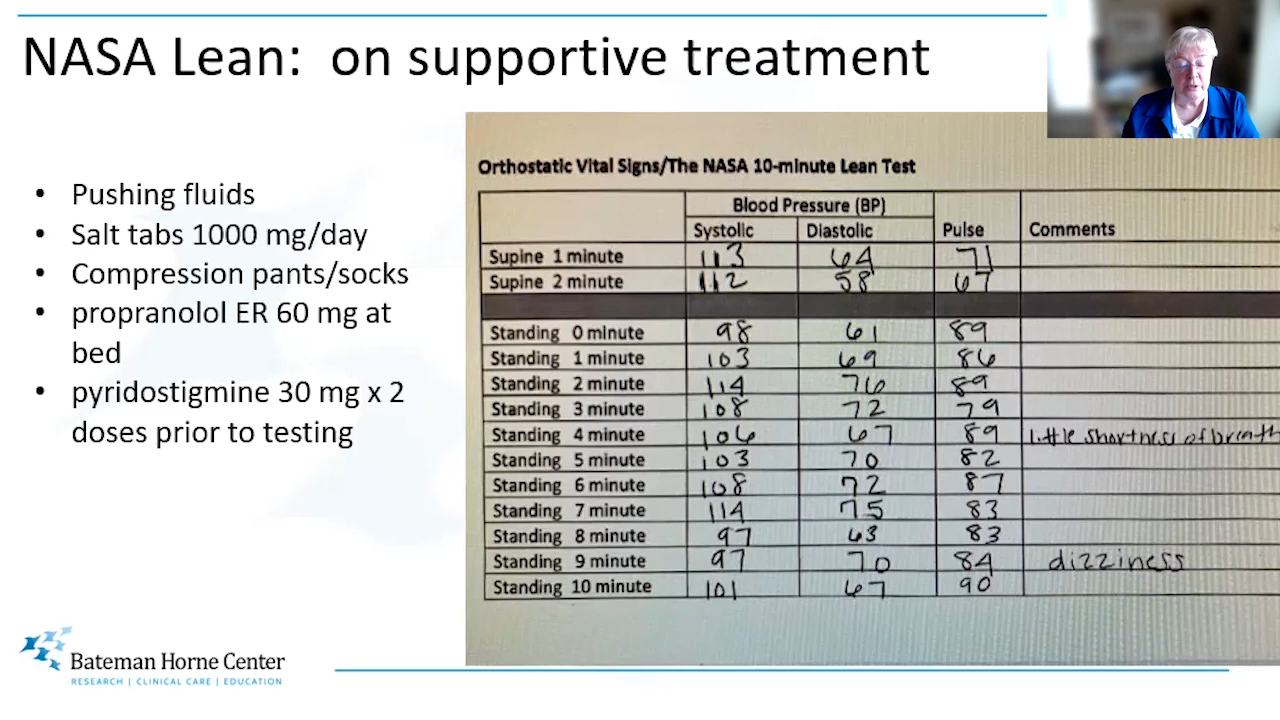 NASA Lean: on supportive treatment
• Pushing fluids
• Salt tabs 1000 mg/day
• Compression pants/socks
• propranolol ER 60 mg at
bed
• pyridostigmine 30 mg x 2
doses prior to testing
Orthostatic Vital Signs/The NASA 10-minute Lean Test
Blood Pressure (BP)
Systolic Diastolic Pulse Comments
Supine 1 minute 113 64 71
Supine 2 minute 112 58 67
Standing 0 minute 98 61 89
Standing 1 minute 103 69 86
Standing 2 minute 114 76 89
Standing 3 minute 108 72 79
Standing 4 minute 106 67 89 little shortness of breath
Standing 5 minute 103 70 82
Standing 6 minute 108 72 87
Standing 7 minute 114 75 83
Standing 8 minute 97 63 83
Standing 9 minute 97 70 84 dizziness
Standing 10 minute 101 67 90
Bateman Horne Center
RESEARCH | CLINICAL CARE | EDUCATION